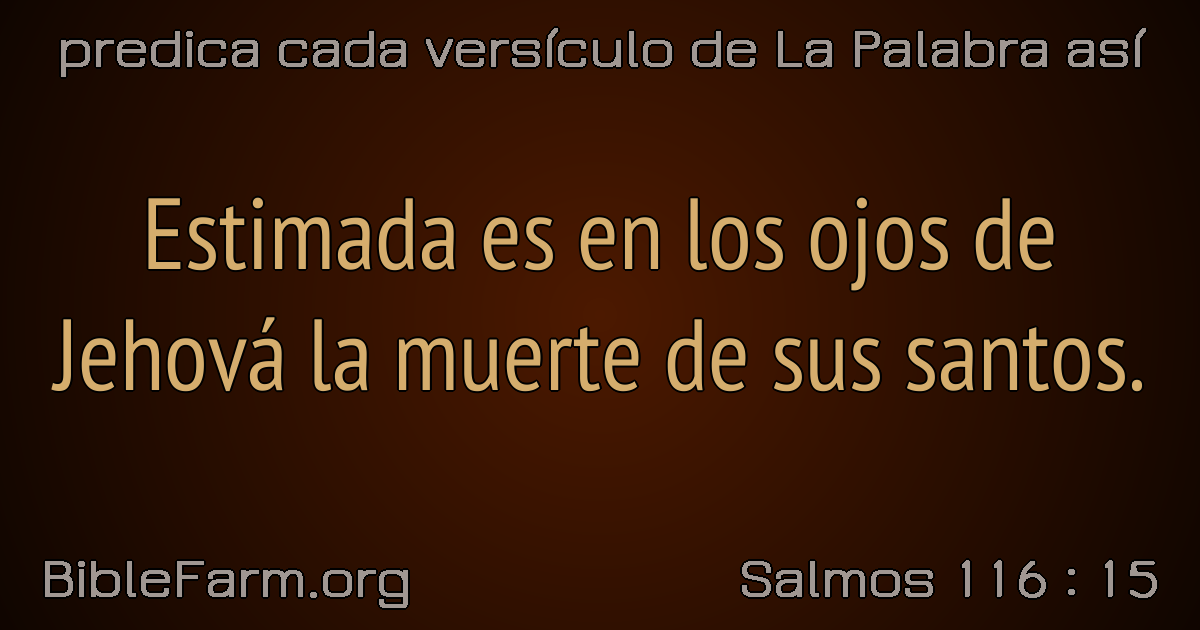 predica cada versículo de La Palabra así
Estimada es en los ojos de
Jehová la muerte de sus santos.
BibleFarm.org
Salmos 116 : 15